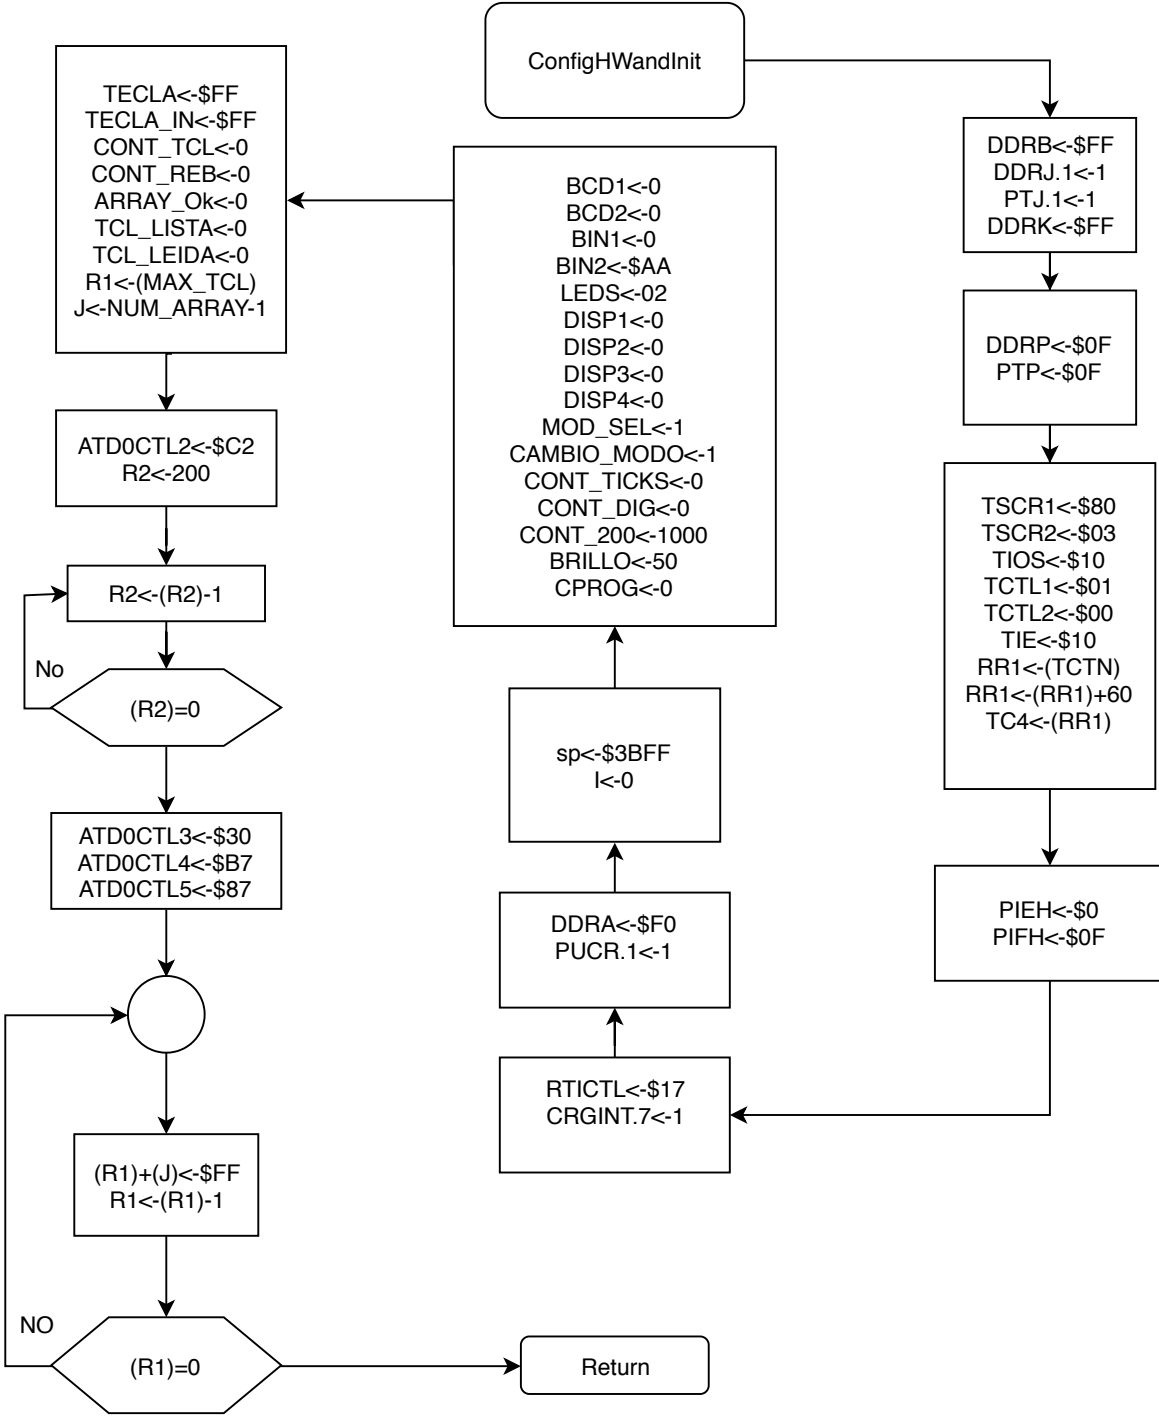 ConfigHWandInit
DDRB<-$FF
DDRJ.1<-1
PTJ.1<-1
DDRK<-$FF
DDRP<-$0F
PTP<-$0F
TSCR1<-$80
TSCR2<-$03
TIOS<-$10
TCTL1<-$01
TCTL2<-$00
TIE<-$10
RR1<-(TCTN)
RR1<-(RR1)+60
TC4<-(RR1)
PIEH<-$0
PIFH<-$0F
RTICTL<-$17
CRGINT.7<-1
DDRA<-$F0
PUCR.1<-1
sp<-$3BFF
I<-0
BCD1<-0
BCD2<-0
BIN1<-0
BIN2<-$AA
LEDS<-02
DISP1<-0
DISP2<-0
DISP3<-0
DISP4<-0
MOD_SEL<-1
CAMBIO_MODO<-1
CONT_TICKS<-0
CONT_DIG<-0
CONT_200<-1000
BRILLO<-50
CPROG<-0
TECLA<-$FF
TECLA_IN<-$FF
CONT_TCL<-0
CONT_REB<-0
ARRAY_Ok<-0
TCL_LISTA<-0
TCL_LEIDA<-0
R1<-(MAX_TCL)
J<-NUM_ARRAY-1
ATD0CTL2<-$C2
R2<-200
R2<-(R2)-1
No
(R2)=0
ATD0CTL3<-$30
ATD0CTL4<-$B7
ATD0CTL5<-$87
(R1)+(J)<-$FF
R1<-(R1)-1
NO
(R1)=0
Return